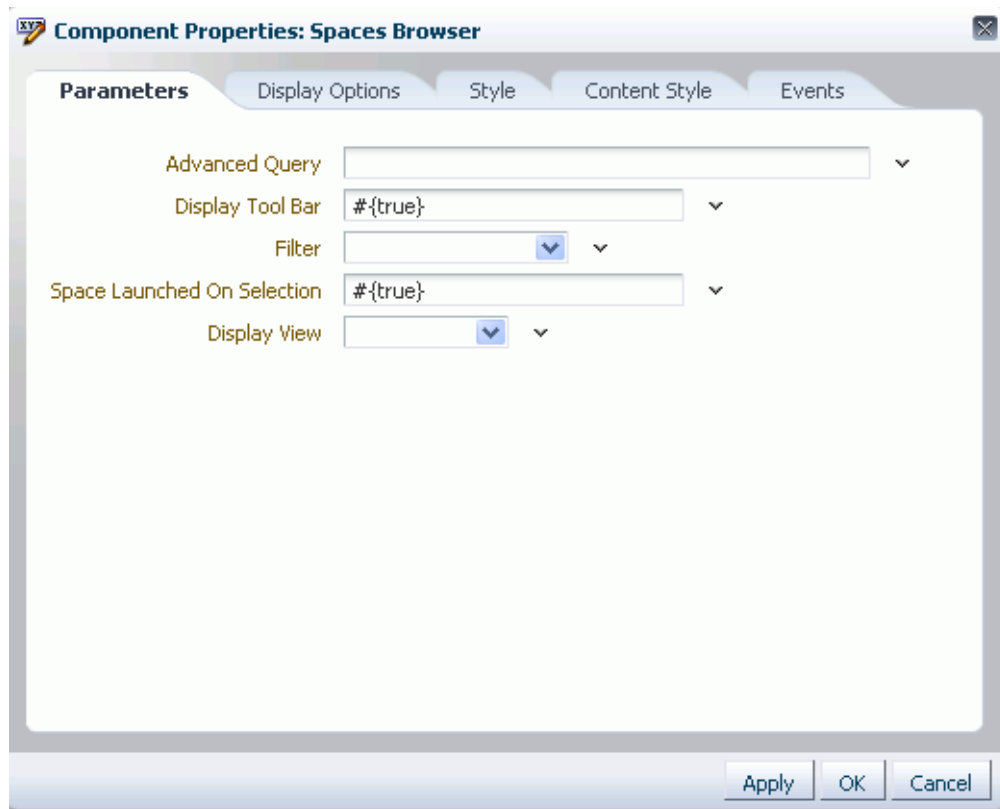 Component Properties: Spaces Browser
Parameters Display Options Style Content Style Events
Advanced Query
Display Tool Bar #{true}
Filter
Space Launched On Selection #{true}
Display View
Apply OK Cancel